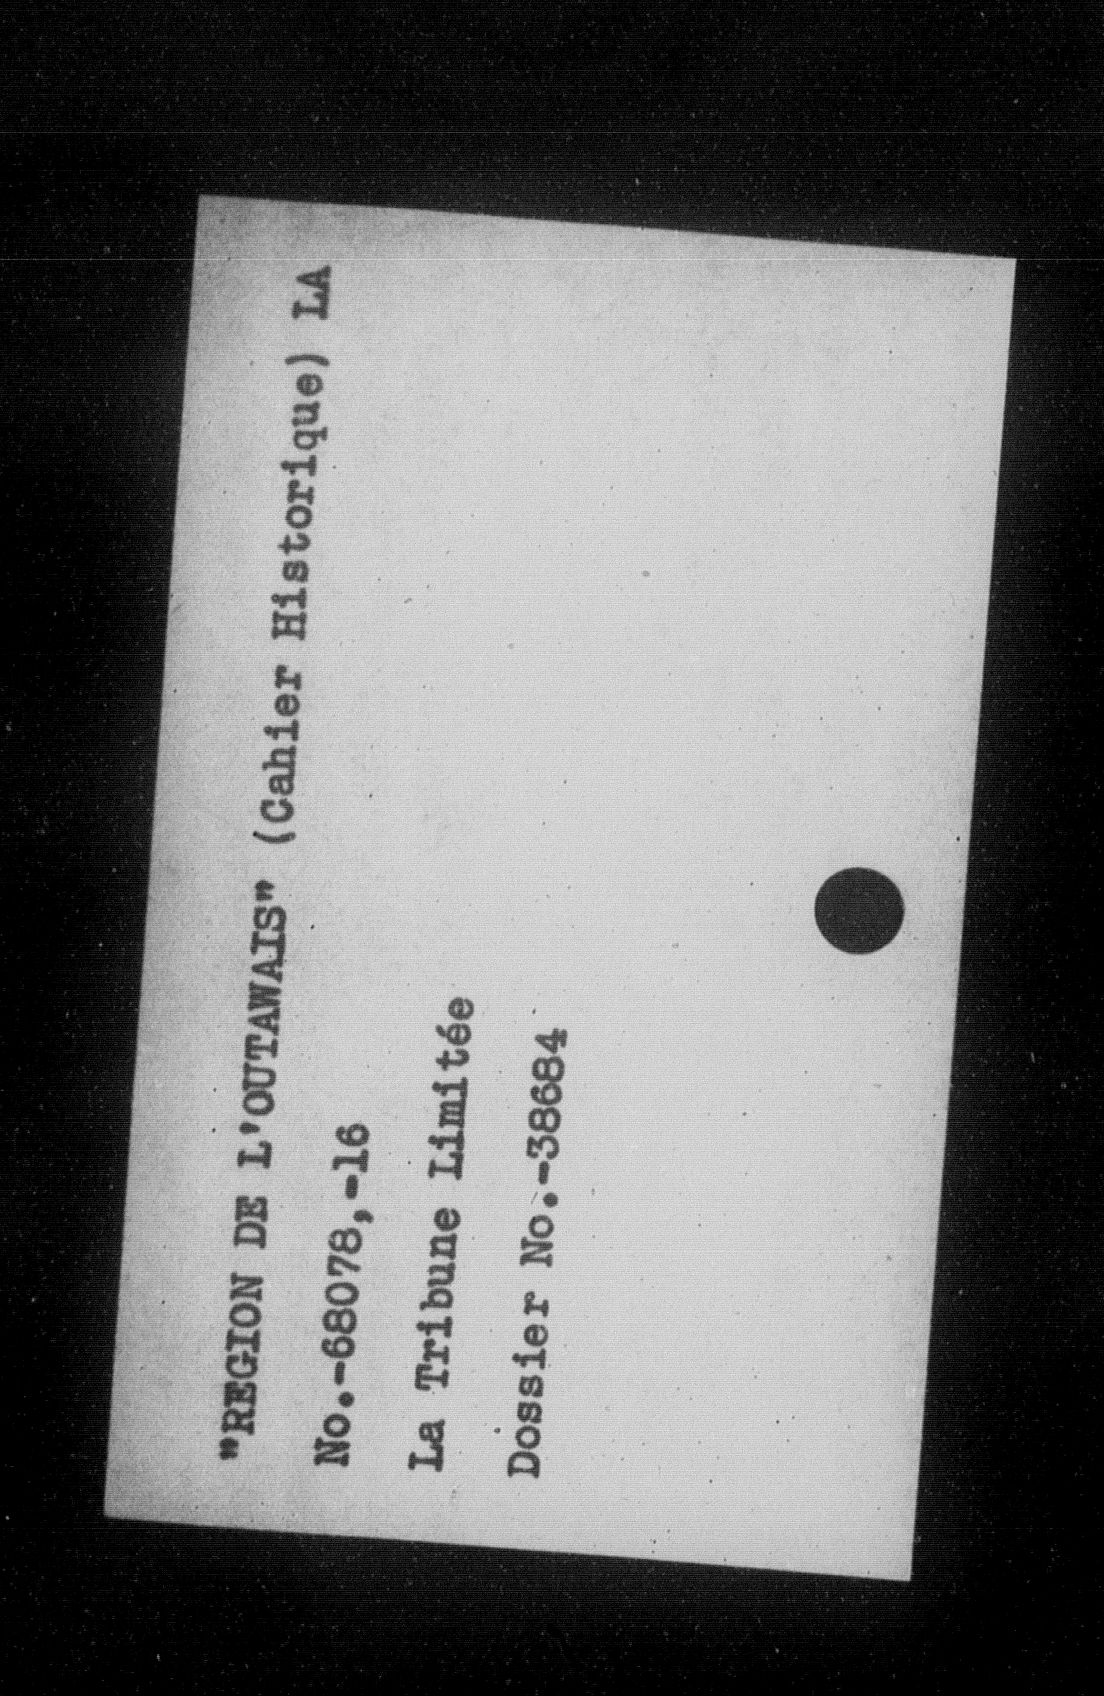 "REGION DE L'OUTAWAIS" (Cahier Historique) LA
No.-68078,-16
La Tribune Limitée
Dossier No.-38684